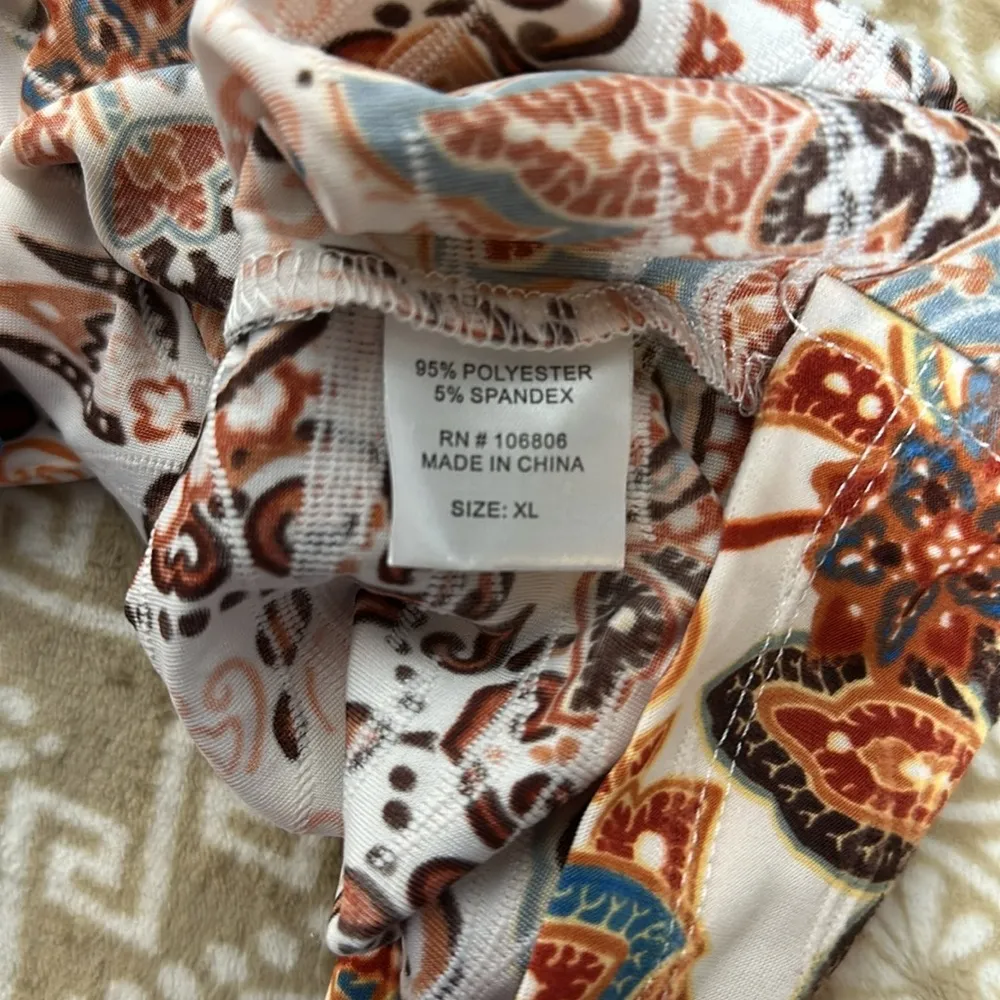 95% POLYESTER
5% SPANDEX
RN # 106806
MADE IN CHINA
SIZE: XL